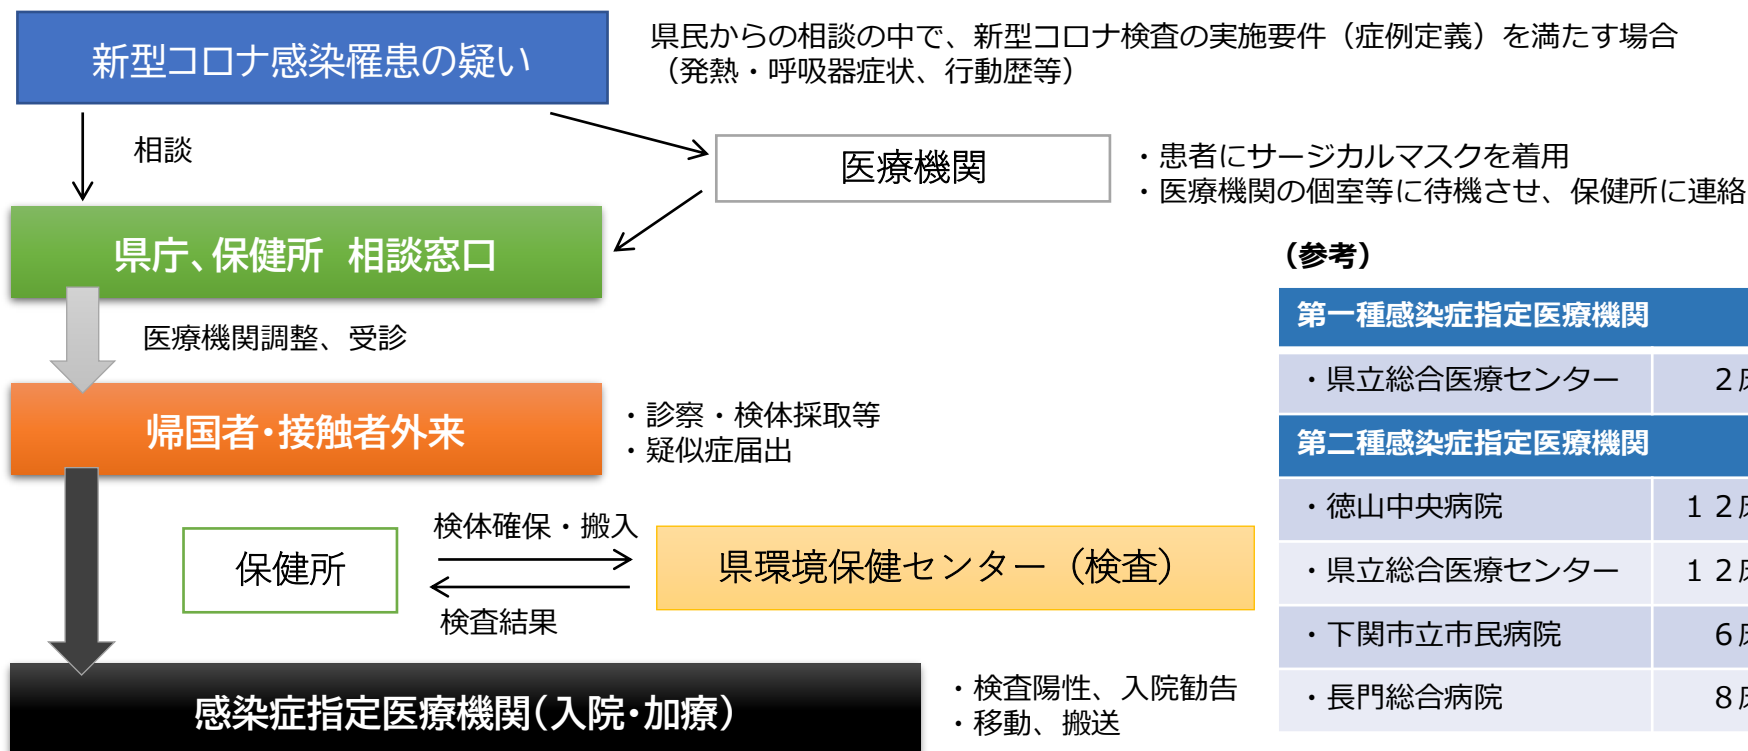 新型コロナ感染罹患の疑い
県民からの相談の中で、新型コロナ検査の実施要件（症例定義）を満たす場合
（発熱・呼吸器症状、行動歴等）
相談
医療機関
・患者にサージカルマスクを着用
・医療機関の個室等に待機させ、保健所に連絡
県庁、保健所 相談窓口
医療機関調整、受診
帰国者・接触者外来
・診察・検体採取等
・疑似症届出
保健所
検体確保・搬入
検査結果
県環境保健センター（検査）
感染症指定医療機関（入院・加療）
・検査陽性、入院勧告
・移動、搬送
（参考）
第一種感染症指定医療機関
・県立総合医療センター ２床
第二種感染症指定医療機関
・徳山中央病院 １２床
・県立総合医療センター １２床
・下関市立市民病院 ６床
・長門総合病院 ８床